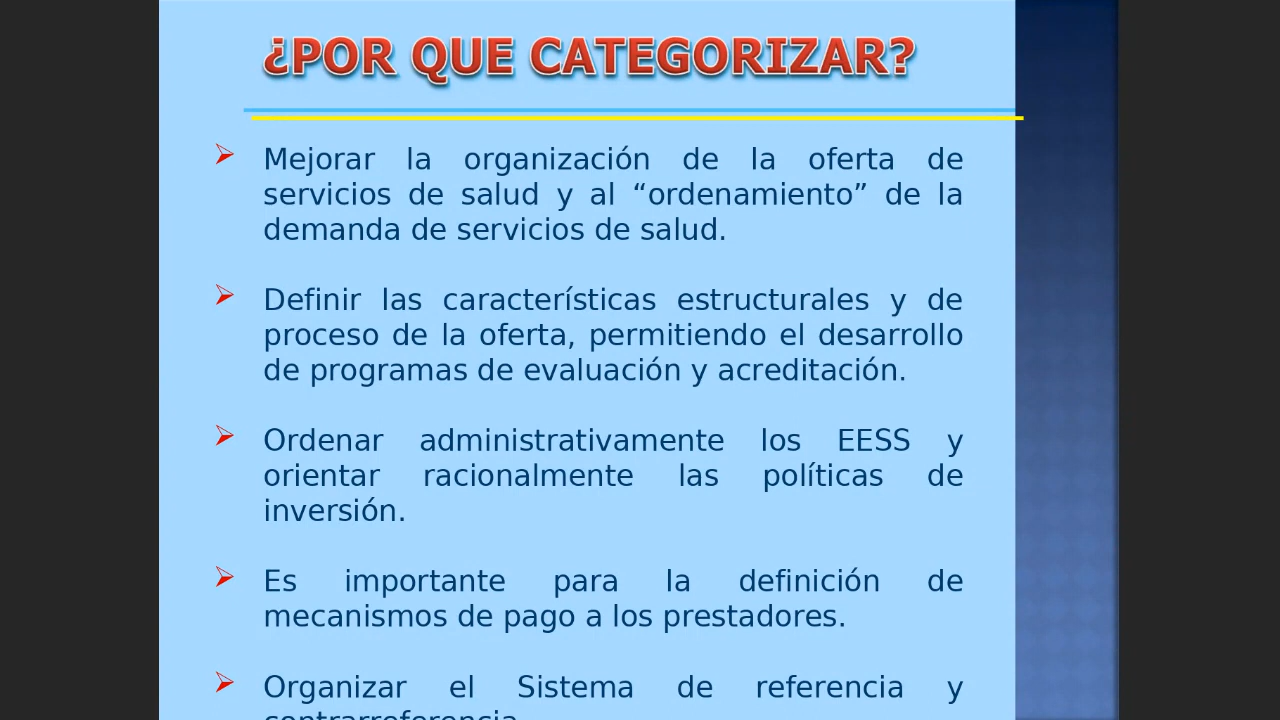 ¿POR QUE CATEGORIZAR?
Mejorar la organización de la oferta de
servicios de salud y al “ordenamiento” de la
demanda de servicios de salud.
Definir las características estructurales y de
proceso de la oferta, permitiendo el desarrollo
de programas de evaluación y acreditación.
Ordenar administrativamente los EESS y
orientar racionalmente las políticas de
inversión.
Es importante para la definición de
mecanismos de pago a los prestadores.
Organizar el Sistema de referencia y
contrarreferencia